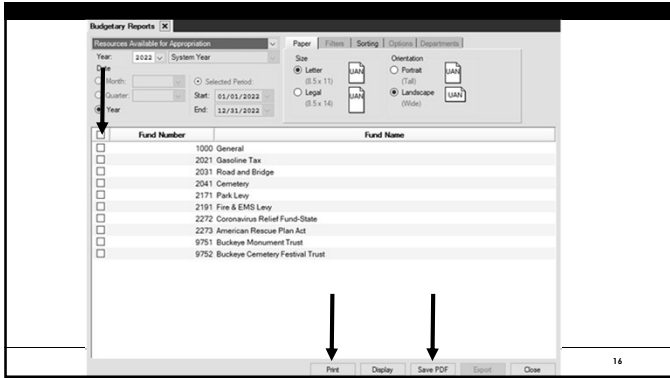 Budgetary Reports
Resources Available for Appropriation
Paper Filters Sorting Options Departments
Year: 2022 System Year
Size
Orientation
Date
Letter
UAN
Portrait
UAN
Month:
Selected Period:
(8.5 x 11)
(Tall)
Quarter:
Start: 01/01/2022
Legal
UAN
Landscape
UAN
Year
End: 12/31/2022
(8.5 x 14)
(Wide)
Fund Number Fund Name
1000 General
2021 Gasoline Tax
2031 Road and Bridge
2041 Cemetery
2171 Park Levy
2191 Fire & EMS Levy
2272 Coronavirus Relief Fund-State
2273 American Rescue Plan Act
9751 Buckeye Monument Trust
9752 Buckeye Cemetery Festival Trust
16
Print Display Save PDF Export Close